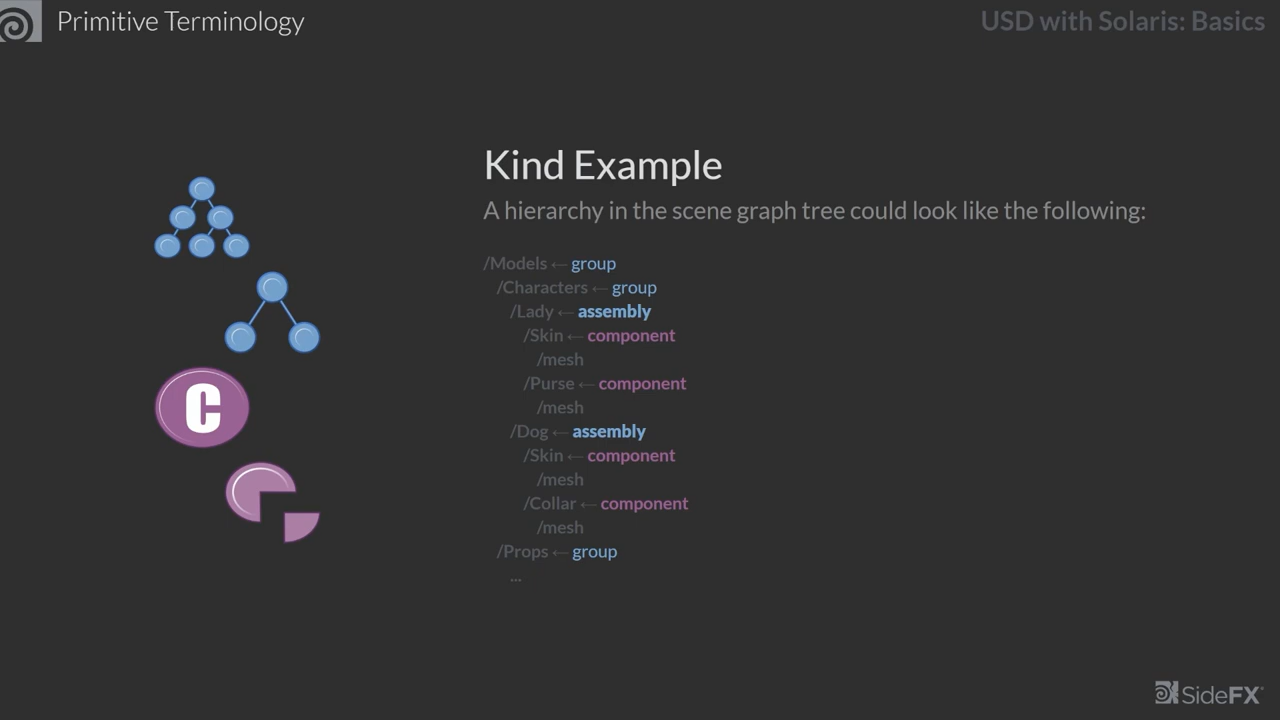 Primitive Terminology
USD with Solaris: Basics
Kind Example
A hierarchy in the scene graph tree could look like the following:
/Models ← group
/Characters ← group
/Lady ← assembly
/Skin ← component
/mesh
/Purse ← component
/mesh
/Dog ← assembly
/Skin ← component
/mesh
/Collar ← component
/mesh
/Props ← group
...
C
SideFX